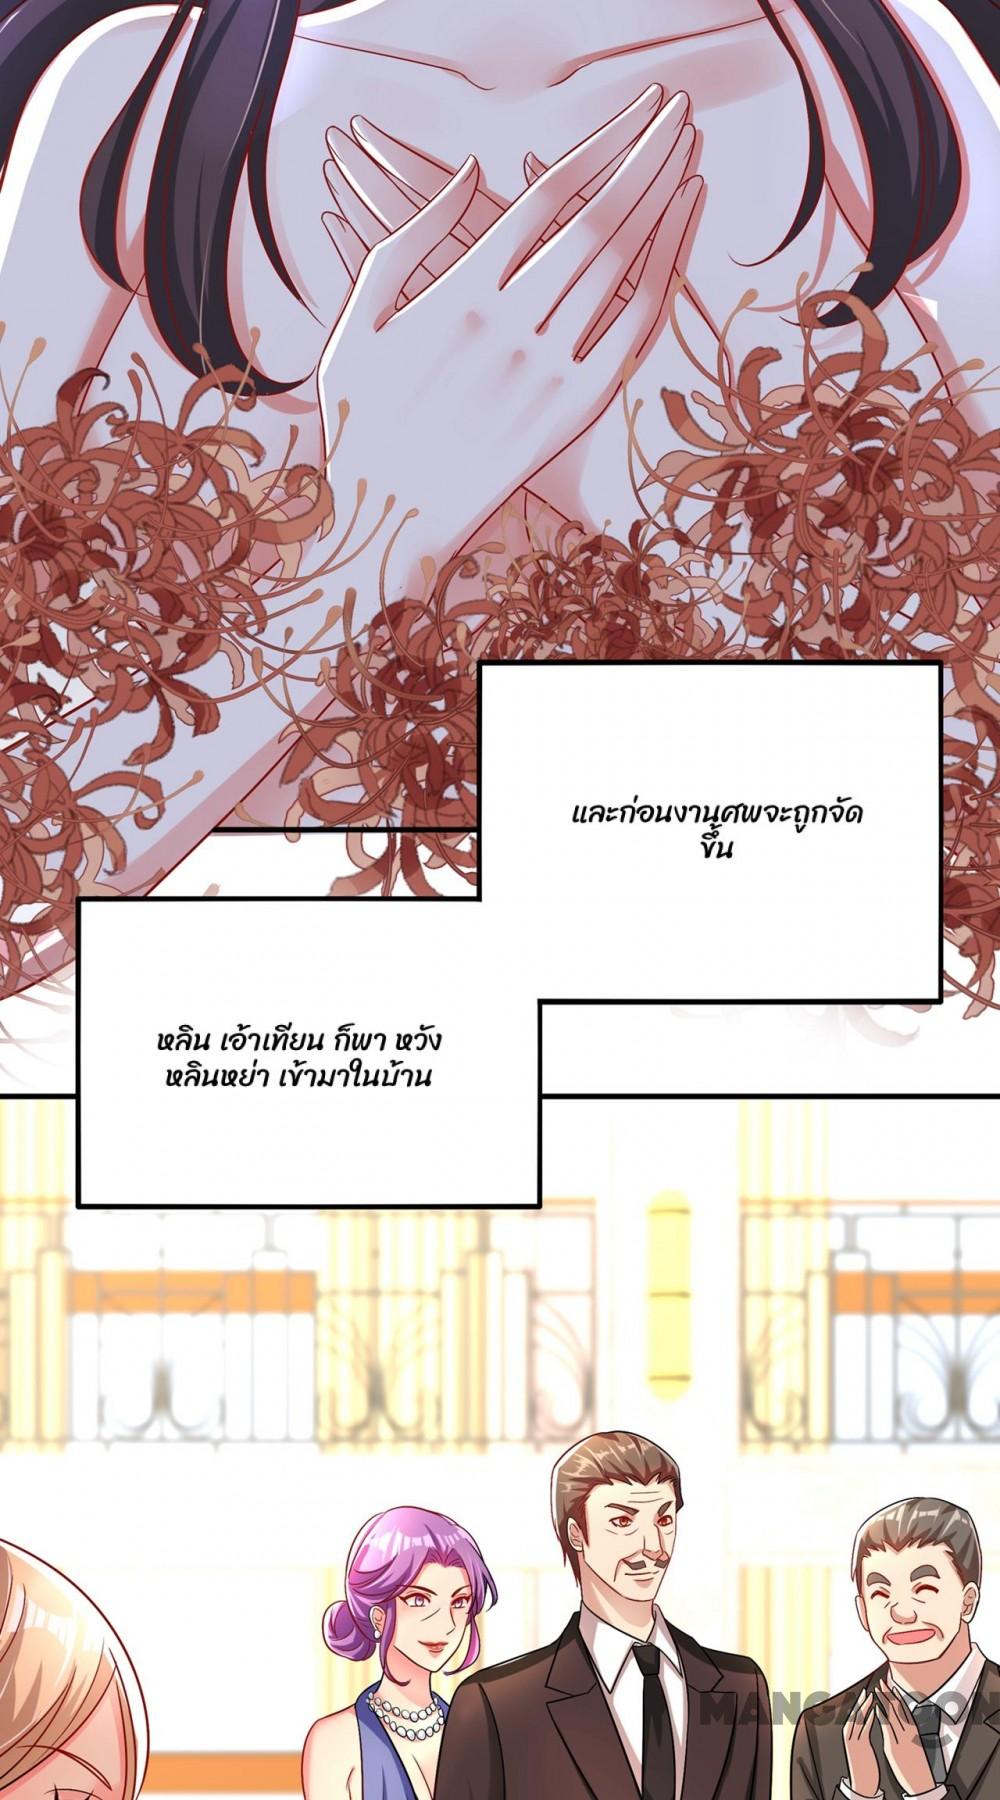 และก่อนงานศพจะถูกจัด
ขึ้น
หลิน เอ้าเทียน ก็พา หวัง
หลินหย่า เข้ามาในบ้าน
MANGATOON